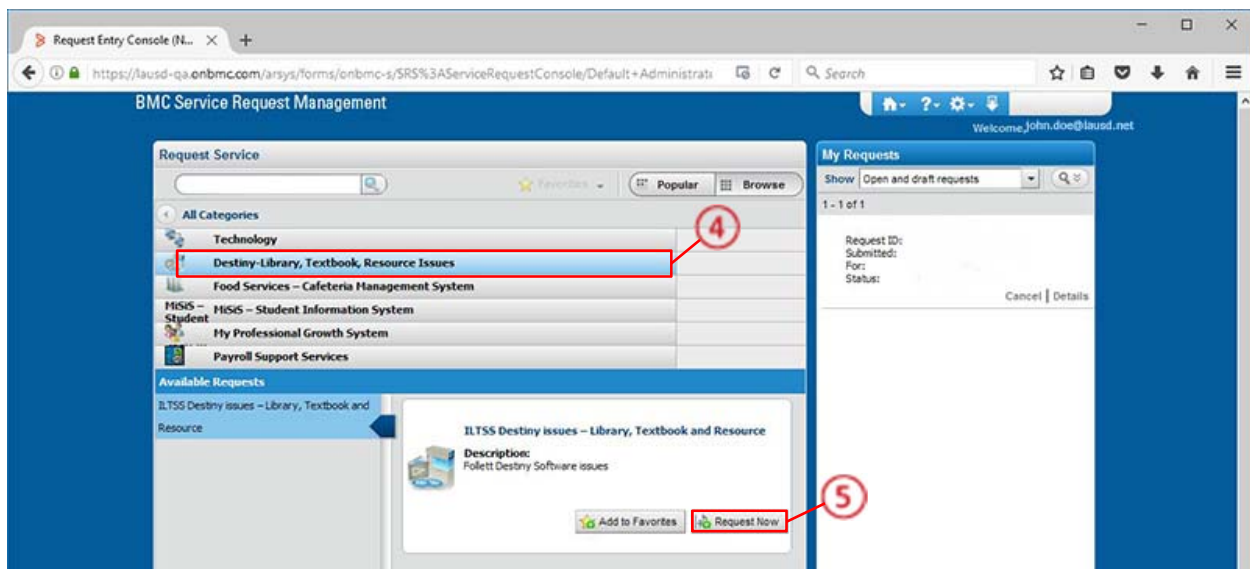 Request Entry Console (N...
https://lausd-qa.onbmc.com/arsys/forms/onbmc-s/SRS%3AServiceRequestConsole/Default+Administrati
Search
BMC Service Request Management
Welcome,john.doe@lausd.net
Request Service
Favorites
Popular
Browse
All Categories
Technology
Destiny-Library, Textbook, Resource Issues
Food Services – Cafeteria Management System
MiSiS –
Student
MiSiS – Student Information System
My Professional Growth System
Payroll Support Services
4
Available Requests
ILTSS Destiny issues – Library, Textbook and
Resource
ILTSS Destiny issues – Library, Textbook and Resource
Description:
Follett Destiny Software issues
Add to Favorites
Request Now
5
My Requests
Show Open and draft requests
1 - 1 of 1
Request ID:
Submitted:
For:
Status:
Cancel | Details